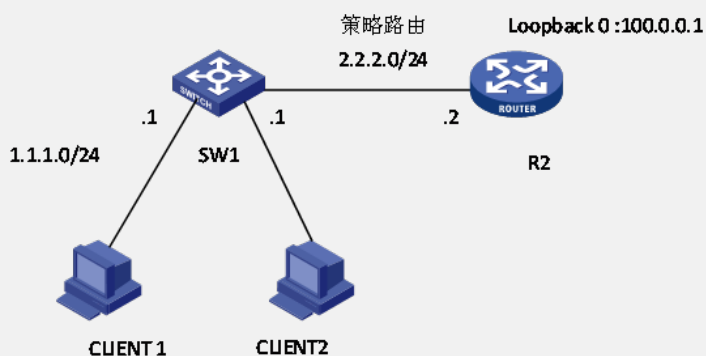 策略路由
Loopback 0 :100.0.0.1
2.2.2.0/24
SWITCH
ROUTER
.1
.1
.2
1.1.1.0/24
SW1
R2
CLIENT 1
CLIENT2